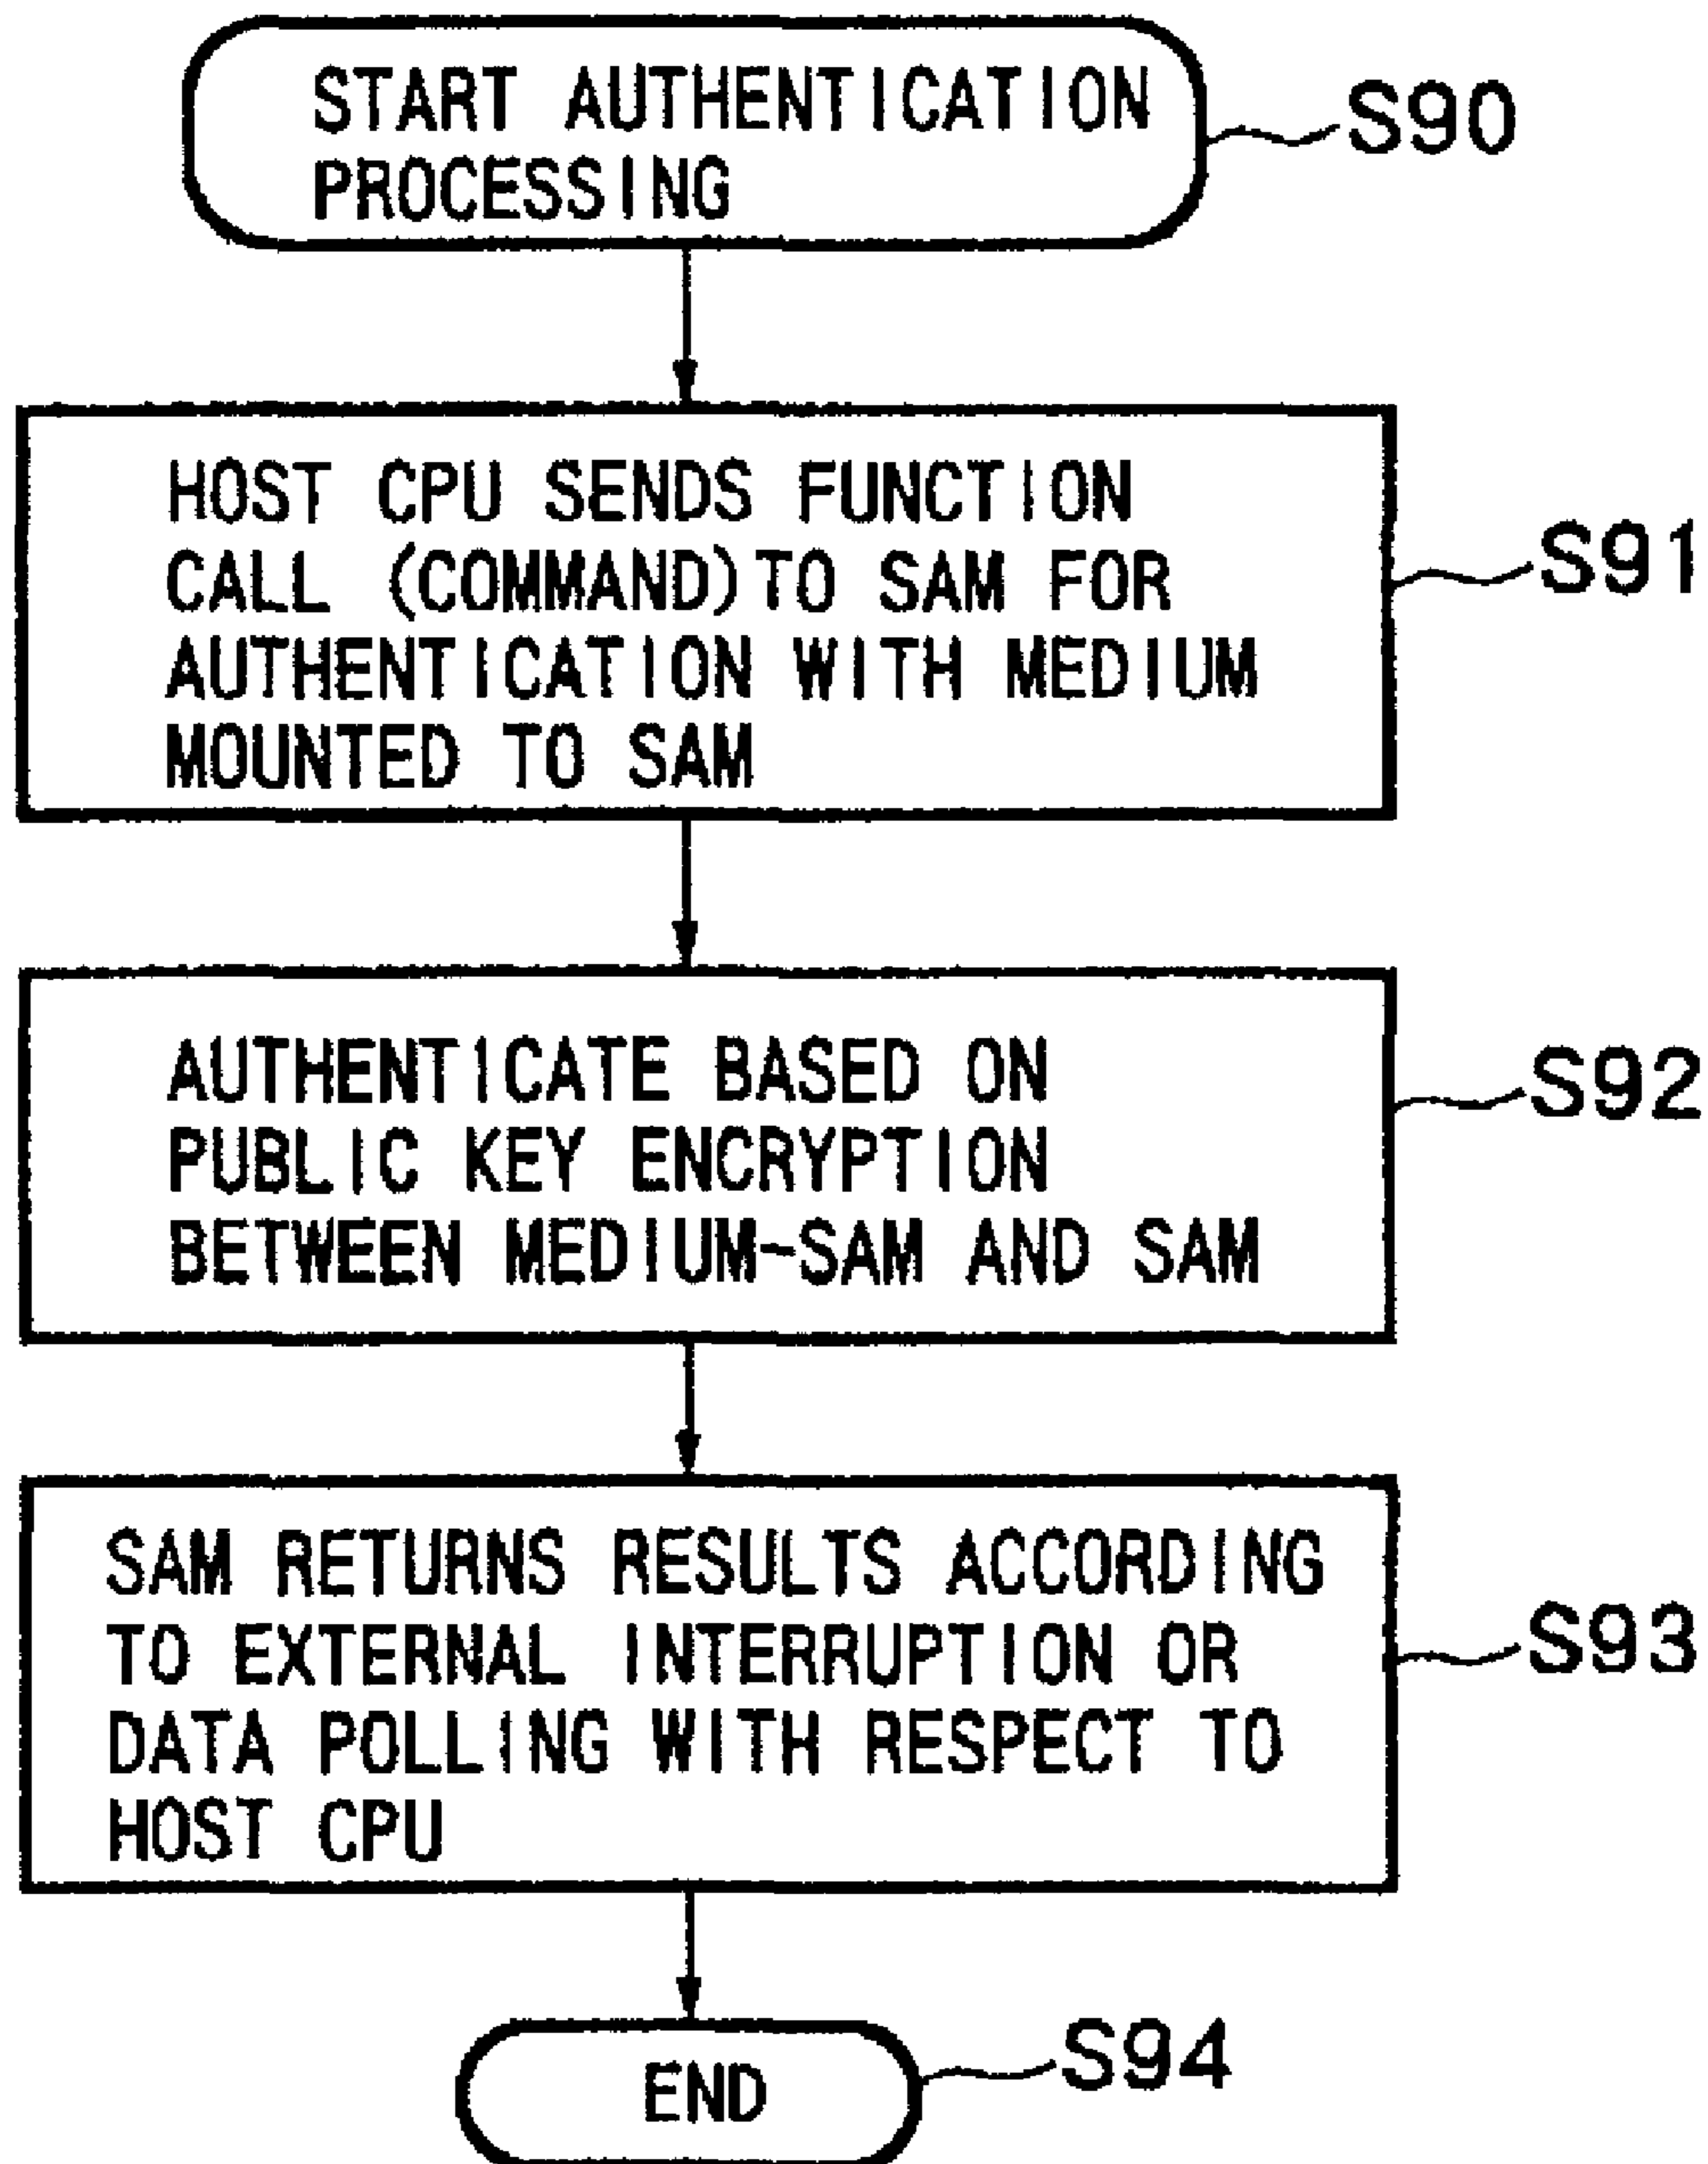 START AUTHENTICATION
PROCESSING
S90
HOST CPU SENDS FUNCTION
CALL (COMMAND) TO SAM FOR
AUTHENTICATION WITH MEDIUM
MOUNTED TO SAM
S91
AUTHENTICATE BASED ON
PUBLIC KEY ENCRYPTION
BETWEEN MEDIUM-SAM AND SAM
S92
SAM RETURNS RESULTS ACCORDING
TO EXTERNAL INTERRUPTION OR
DATA POLLING WITH RESPECT TO
HOST CPU
S93
END
S94